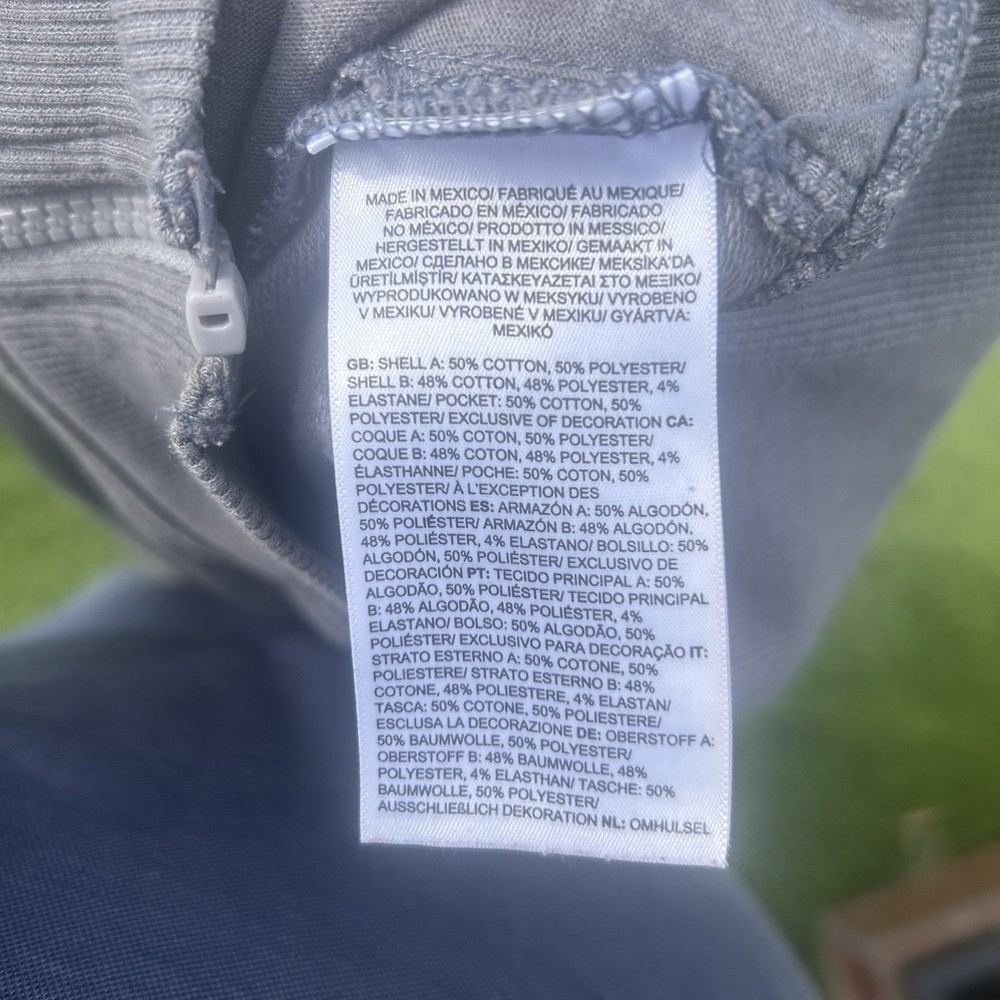 MADE IN MEXICO/ FABRIQUÉ AU MEXIQUE/
FABRICADO EN MÉXICO/ FABRICADO
NO MÉXICO/ PRODOTTO IN MESSICO/
HERGESTELLT IN MEXIKO/ GEMAAKT IN
MEXICO/ СДЕЛАНО В МЕКСИКЕ/ MEKSİKA'DA
ÜRETİLMİŞTİR/ ΚΑΤΑΣΚΕΥΑΖΕΤΑΙ ΣΤΟ ΜΕΞΙΚΟ/
WYPRODUKOWANO W MEKSYKU/ VYROBENO
V MEXIKU/ VYROBENÉ V MEXIKU/ GYÁRTVA:
MEXIKÓ
GB: SHELL A: 50% COTTON, 50% POLYESTER/
SHELL B: 48% COTTON, 48% POLYESTER, 4%
ELASTANE/ POCKET: 50% COTTON, 50%
POLYESTER/ EXCLUSIVE OF DECORATION CA:
COQUE A: 50% COTON, 50% POLYESTER/
COQUE B: 48% COTON, 48% POLYESTER, 4%
ÉLASTHANNE/ POCHE: 50% COTON, 50%
POLYESTER/ À L'EXCEPTION DES
DÉCORATIONS ES: ARMAZÓN A: 50% ALGODÓN,
50% POLIÉSTER/ ARMAZÓN B: 48% ALGODÓN,
48% POLIÉSTER, 4% ELASTANO/ BOLSILLO: 50%
ALGODÓN, 50% POLIÉSTER/ EXCLUSIVO DE
DECORACIÓN PT: TECIDO PRINCIPAL A: 50%
ALGODÃO, 50% POLIÉSTER/ TECIDO PRINCIPAL
B: 48% ALGODÃO, 48% POLIÉSTER, 4%
ELASTANO/ BOLSO: 50% ALGODÃO, 50%
POLIÉSTER/ EXCLUSIVO PARA DECORAÇÃO IT:
STRATO ESTERNO A: 50% COTONE, 50%
POLIESTERE/ STRATO ESTERNO B: 48%
COTONE, 48% POLIESTERE, 4% ELASTAN/
TASCA: 50% COTONE, 50% POLIESTERE/
ESCLUSA LA DECORAZIONE DE: OBERSTOFF A:
50% BAUMWOLLE, 50% POLYESTER/
OBERSTOFF B: 48% BAUMWOLLE, 48%
POLYESTER, 4% ELASTHAN/ TASCHE: 50%
BAUMWOLLE, 50% POLYESTER/
AUSSCHLIEßLICH DEKORATION NL: OMHULSEL